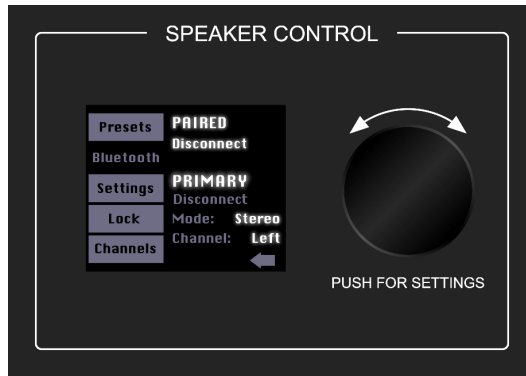 SPEAKER CONTROL
Presets
Bluetooth
Settings
Lock
Channels
PAIRED
Disconnect
PRIMARY
Disconnect
Mode: Stereo
Channel: Left
PUSH FOR SETTINGS